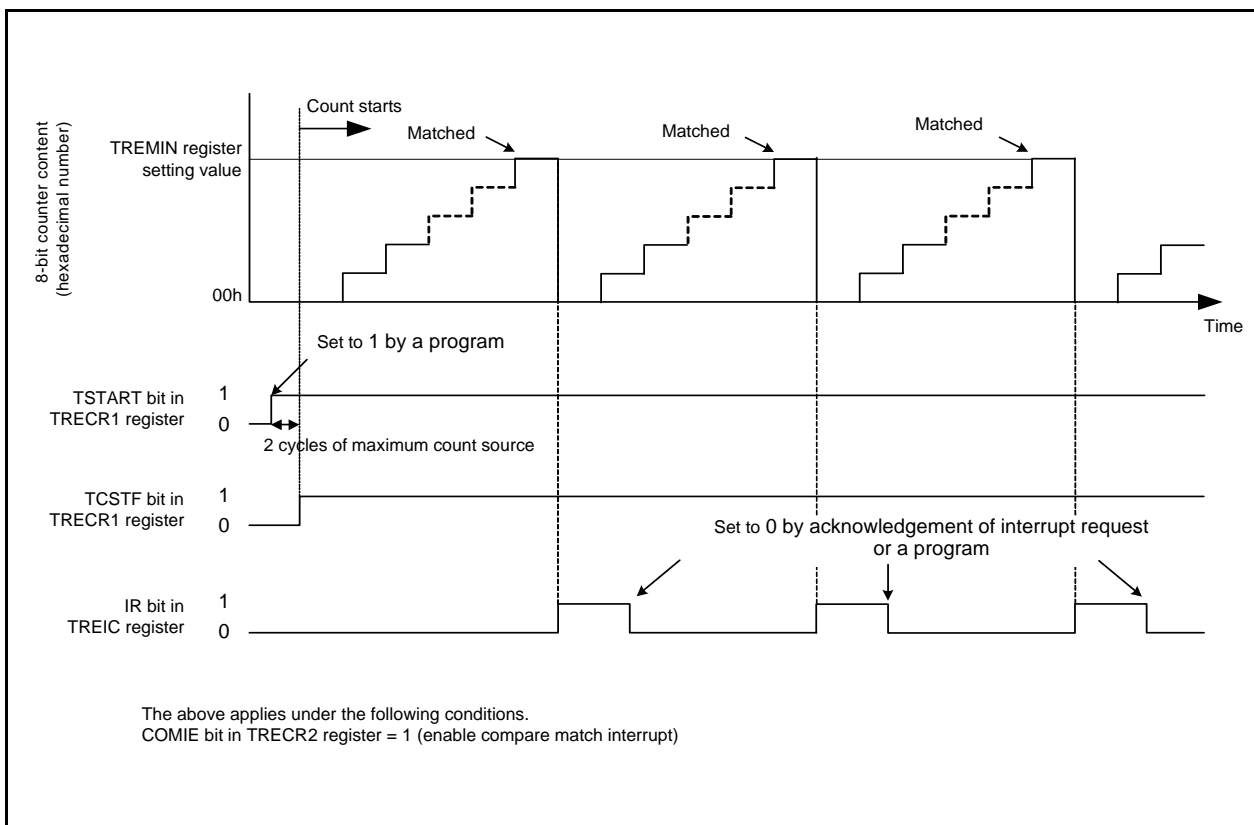 Count starts
Matched
Matched
Matched
TREMIN register
setting value
8-bit counter content
(hexadecimal number)
00h
Time
Set to 1 by a program
TSTART bit in
TRECR1 register
1
0
2 cycles of maximum count source
TCSTF bit in
TRECR1 register
1
0
Set to 0 by acknowledgement of interrupt request
or a program
IR bit in
TREIC register
1
0
The above applies under the following conditions.
COMIE bit in TRECR2 register = 1 (enable compare match interrupt)